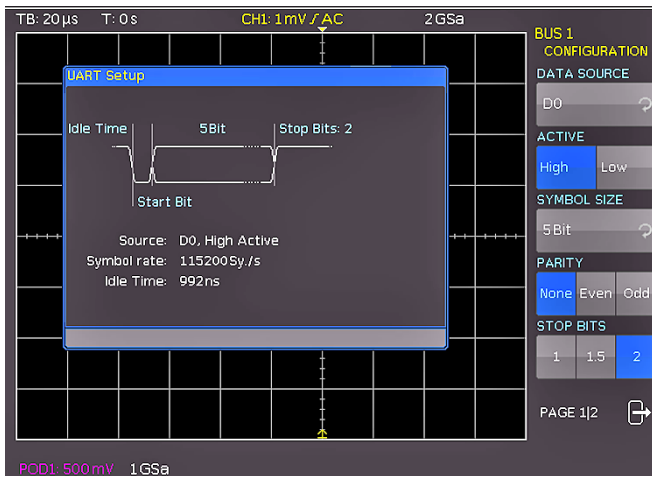 TB: 20µs T: 0s CH1: 1mV ∫ AC 2GSa
BUS 1
CONFIGURATION
UART Setup
DATA SOURCE
D0
Idle Time 5Bit Stop Bits: 2
ACTIVE
High Low
Start Bit
SYMBOL SIZE
5Bit
Source: D0, High Active
Symbol rate: 115200Sy./s
Idle Time: 992ns
PARITY
None Even Odd
STOP BITS
1 1.5 2
PAGE 1|2
POD1: 500mV 1GSa